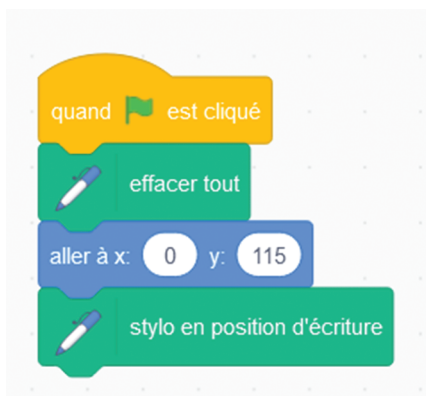 quand est cliqué
effacer tout
aller à x: 0 y: 115
stylo en position d'écriture